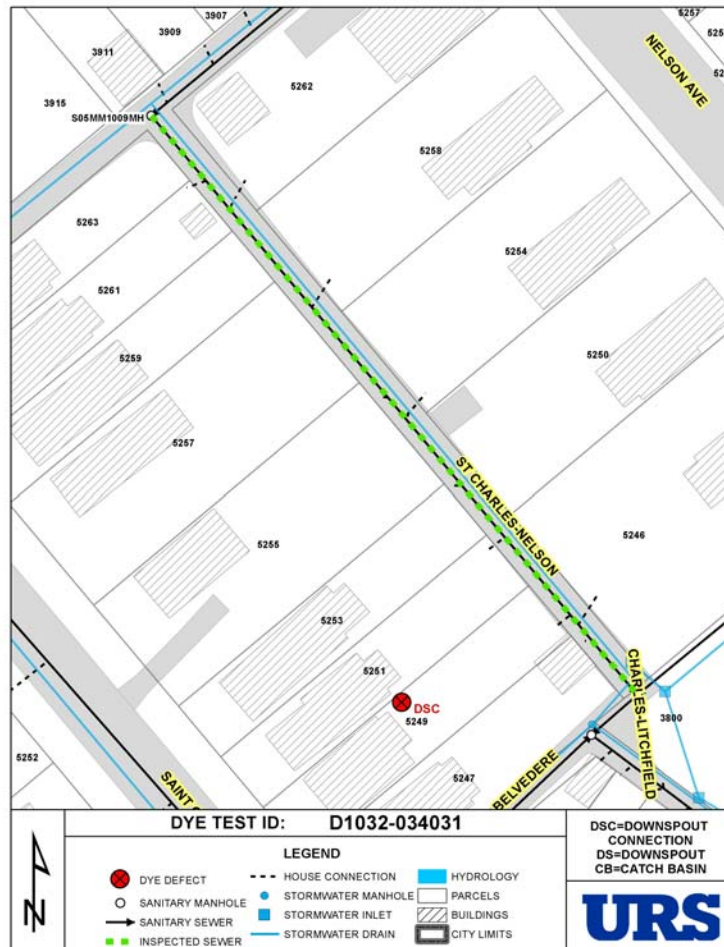 5257
3907
3909
525
3911
NELSON AVE
52
5262
3915
S05MM1009MH
5258
5263
5254
5261
5259
5250
5257
ST CHARLES-NELSON
5255
5246
5253
5251
CHARLES-LITCHFIELD
DSC
5249
3800
5252
5247
BELVEDERE
SAINT
DYE TEST ID: D1032-034031
LEGEND
DYE DEFECT
SANITARY MANHOLE
SANITARY SEWER
INSPECTED SEWER
HOUSE CONNECTION
STORMWATER MANHOLE
STORMWATER INLET
STORMWATER DRAIN
HYDROLOGY
PARCELS
BUILDINGS
CITY LIMITS
DSC=DOWNSPOUT
CONNECTION
DS=DOWNSPOUT
CB=CATCH BASIN
N
URS